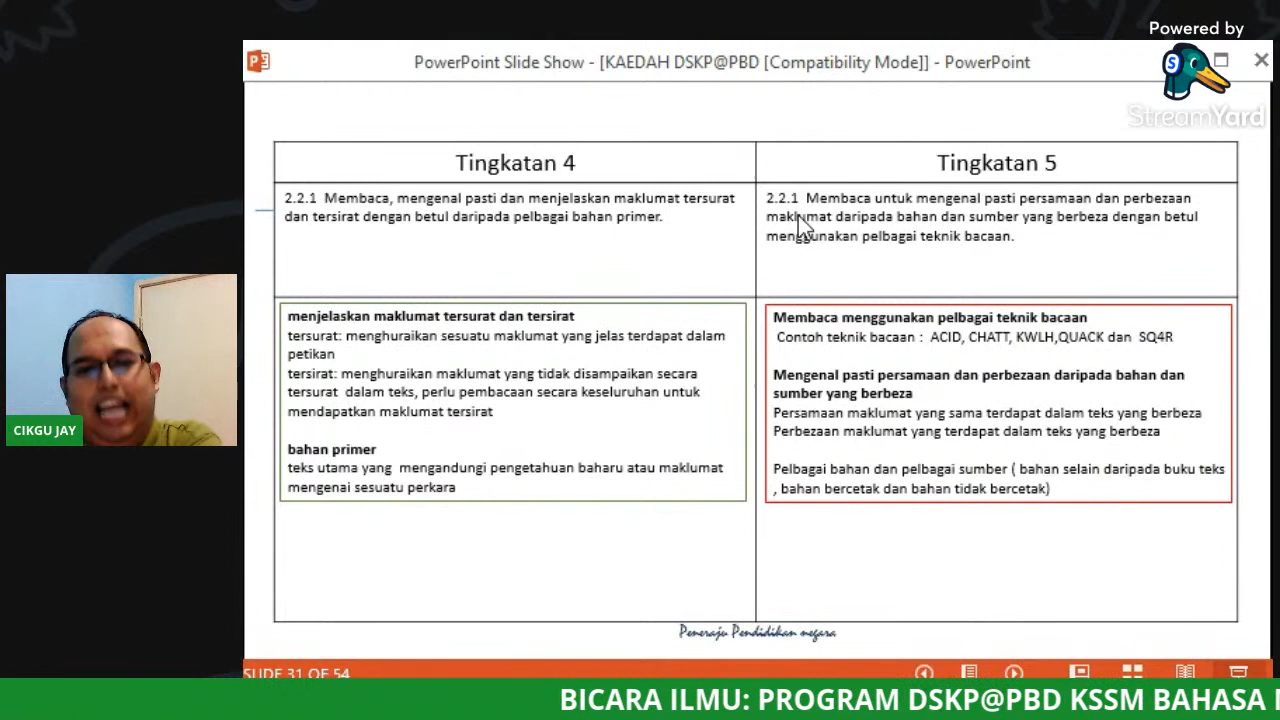 Powered by
StreamYard
PowerPoint Slide Show - [KAEDAH DSKP@PBD [Compatibility Mode]] - PowerPoint
Tingkatan 4
2.2.1 Membaca, mengenal pasti dan menjelaskan maklumat tersurat
dan tersirat dengan betul daripada pelbagai bahan primer.
menjelaskan maklumat tersurat dan tersirat
tersurat: menghuraikan sesuatu maklumat yang jelas terdapat dalam
petikan
tersirat: menghuraikan maklumat yang tidak disampaikan secara
tersurat dalam teks, perlu pembacaan secara keseluruhan untuk
mendapatkan maklumat tersirat
bahan primer
teks utama yang mengandungi pengetahuan baharu atau maklumat
mengenai sesuatu perkara
Tingkatan 5
2.2.1 Membaca untuk mengenal pasti persamaan dan perbezaan
maklumat daripada bahan dan sumber yang berbeza dengan betul
menggunakan pelbagai teknik bacaan.
Membaca menggunakan pelbagai teknik bacaan
Contoh teknik bacaan : ACID, CHATT, KWLH,QUACK dan SQ4R
Mengenal pasti persamaan dan perbezaan daripada bahan dan
sumber yang berbeza
Persamaan maklumat yang sama terdapat dalam teks yang berbeza
Perbezaan maklumat yang terdapat dalam teks yang berbeza
Pelbagai bahan dan pelbagai sumber ( bahan selain daripada buku teks
, bahan bercetak dan bahan tidak bercetak)
Peneraju Pendidikan negara
SLIDE 31 OF 54
CIKGU JAY
BICARA ILMU: PROGRAM DSKP@PBD KSSM BAHASA